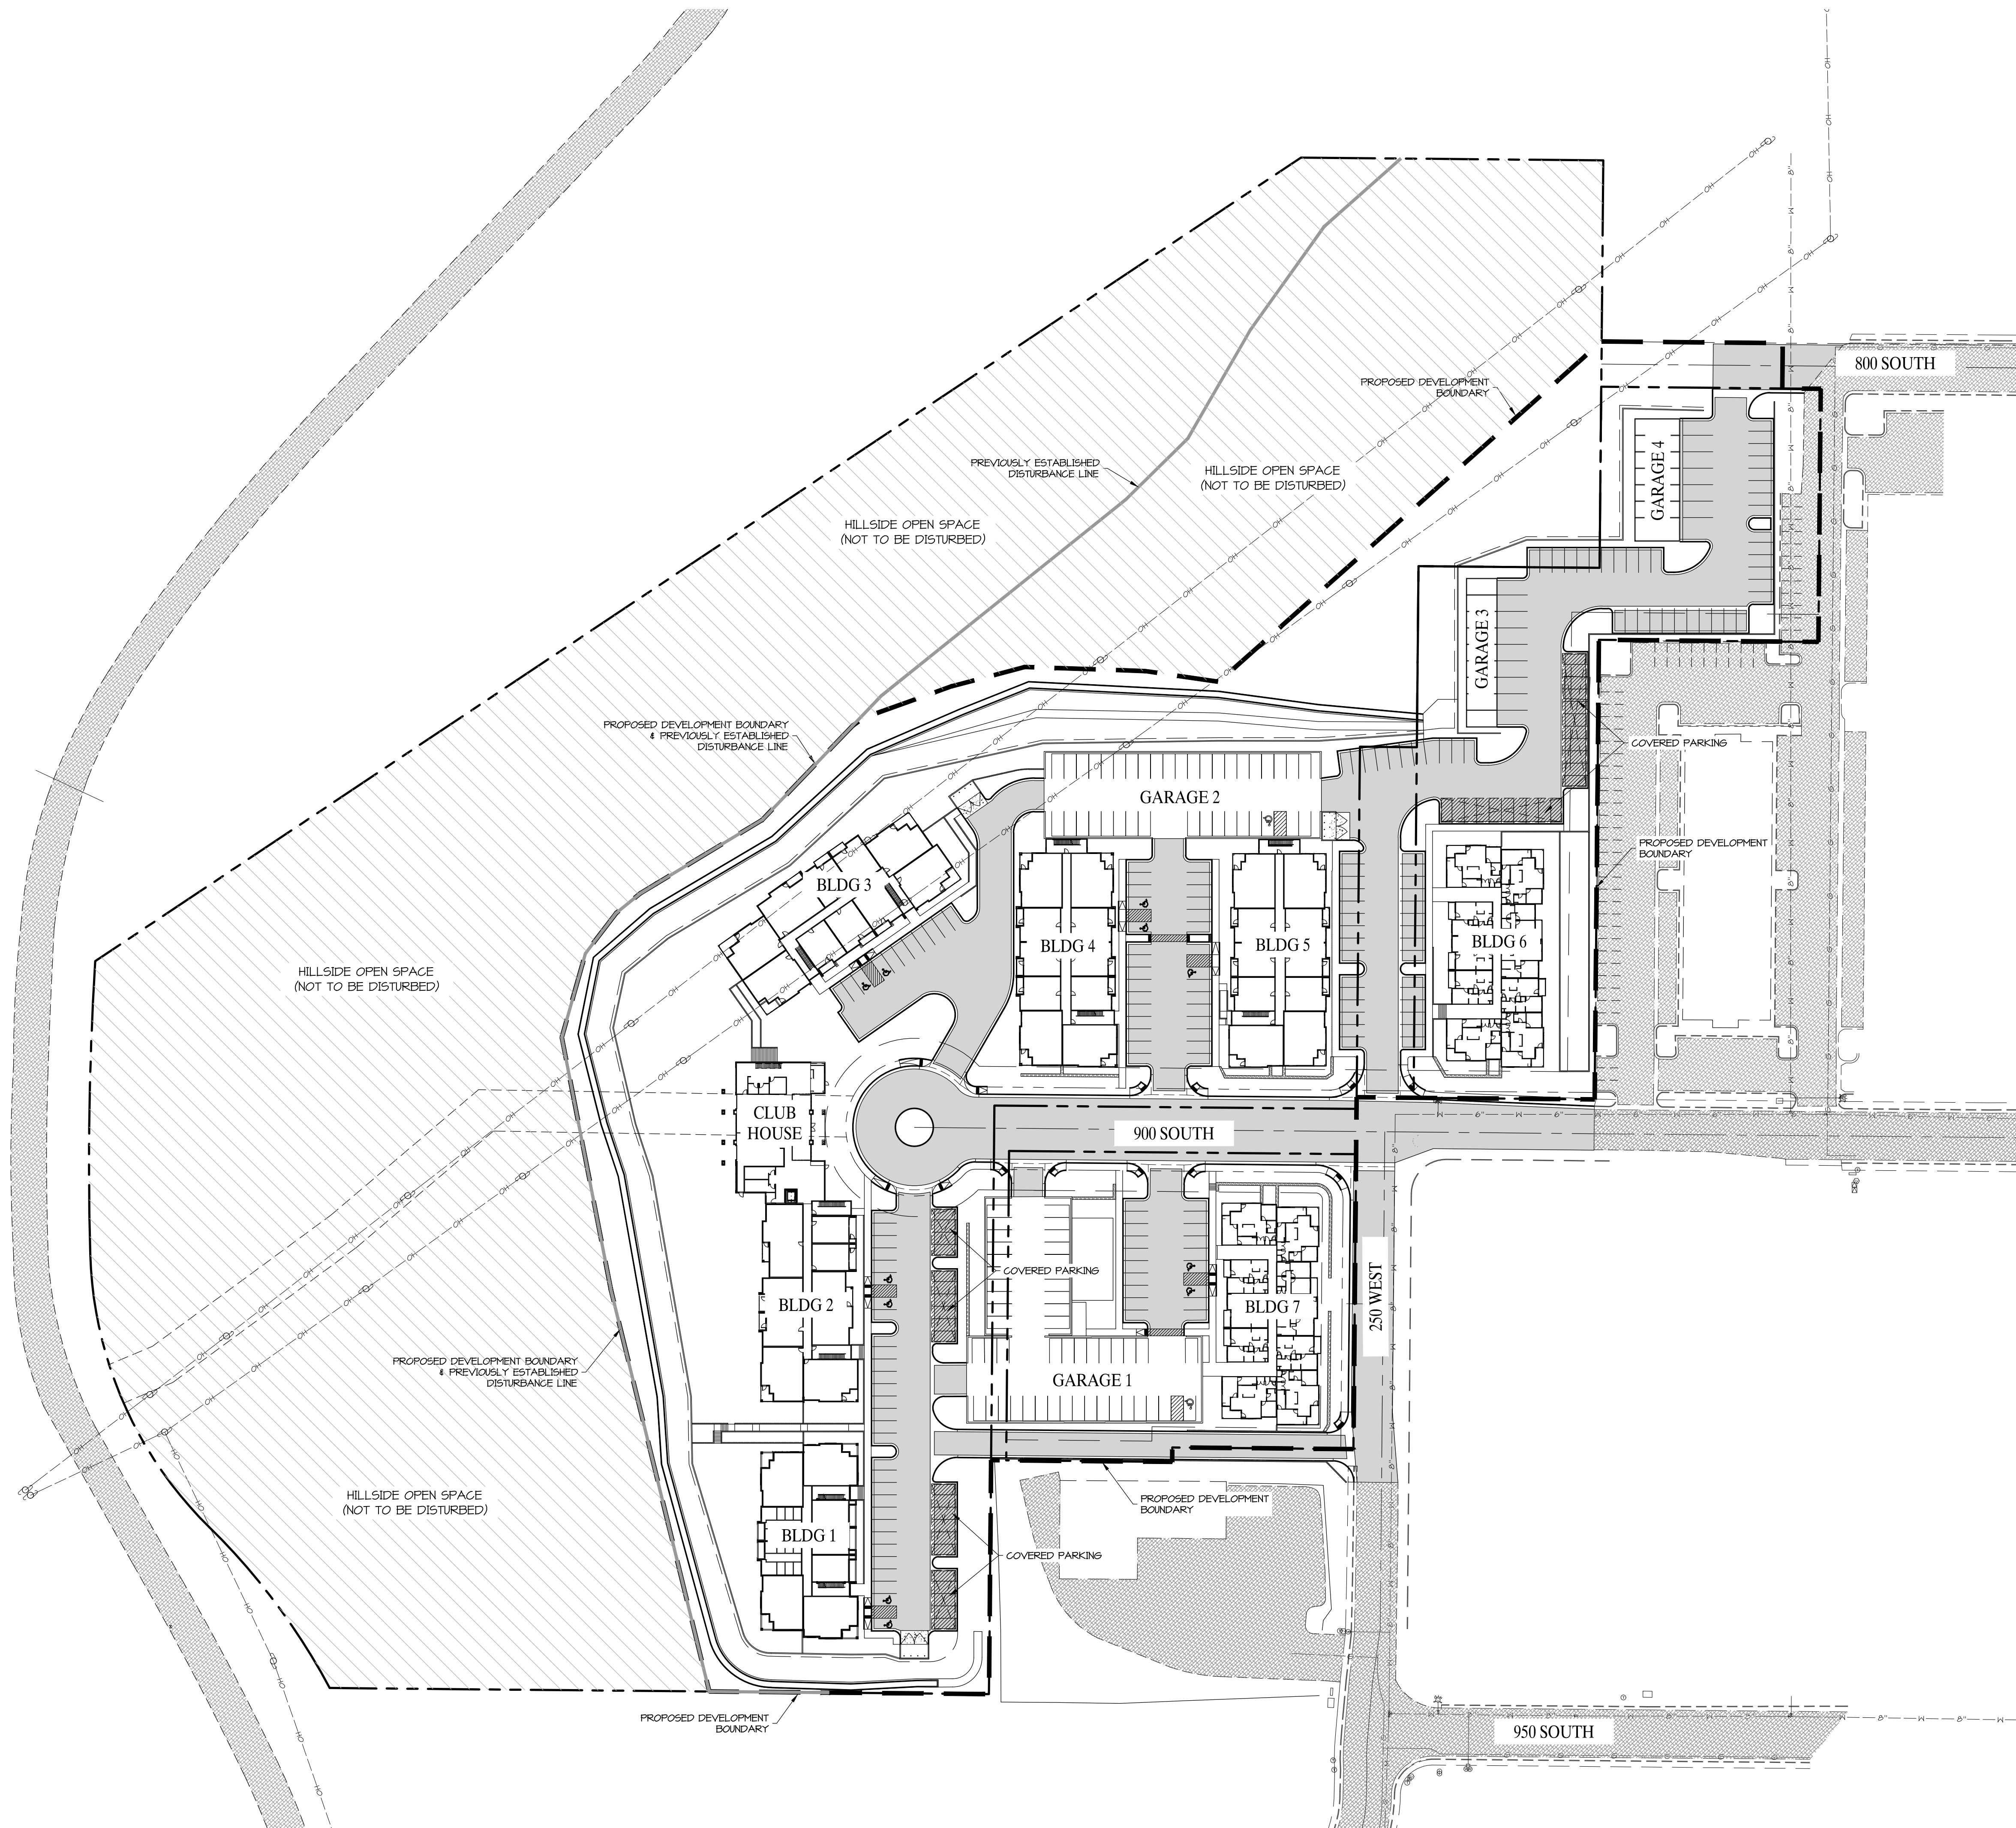 800 SOUTH
PROPOSED DEVELOPMENT
BOUNDARY
GARAGE 4
PREVIOUSLY ESTABLISHED
DISTURBANCE LINE
HILLSIDE OPEN SPACE
(NOT TO BE DISTURBED)
HILLSIDE OPEN SPACE
(NOT TO BE DISTURBED)
GARAGE 3
PROPOSED DEVELOPMENT BOUNDARY
& PREVIOUSLY ESTABLISHED
DISTURBANCE LINE
COVERED PARKING
GARAGE 2
PROPOSED DEVELOPMENT
BOUNDARY
BLDG 3
BLDG 4
BLDG 5
BLDG 6
HILLSIDE OPEN SPACE
(NOT TO BE DISTURBED)
CLUB
HOUSE
900 SOUTH
COVERED PARKING
BLDG 2
BLDG 7
250 WEST
PROPOSED DEVELOPMENT BOUNDARY
& PREVIOUSLY ESTABLISHED
DISTURBANCE LINE
GARAGE 1
HILLSIDE OPEN SPACE
(NOT TO BE DISTURBED)
PROPOSED DEVELOPMENT
BOUNDARY
BLDG 1
COVERED PARKING
PROPOSED DEVELOPMENT
BOUNDARY
950 SOUTH